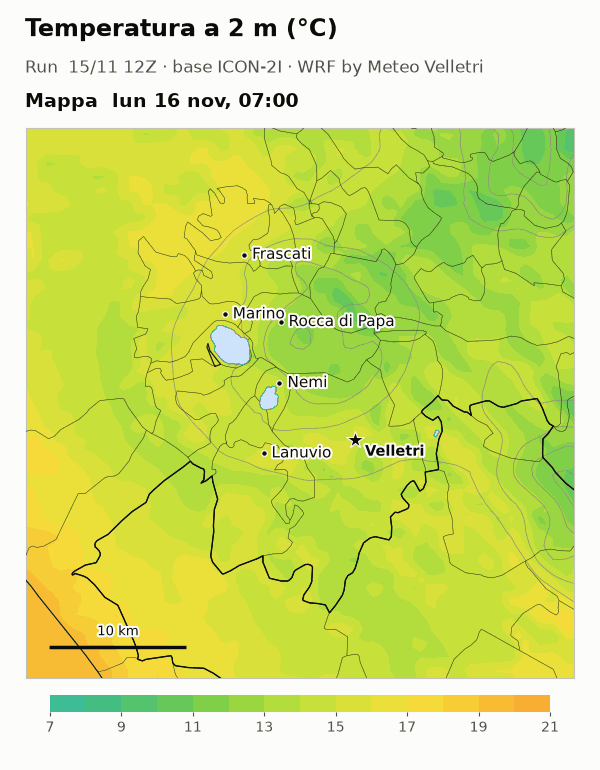 Temperatura a 2 m (°C)
Run  15/11 12Z · base ICON-2I · WRF by Meteo Velletri
Mappa  lun 16 nov, 07:00
Frascati
Marino
Rocca di Papa
Nemi
Velletri
Lanuvio
10 km
7 9 11 13 15 17 19 21